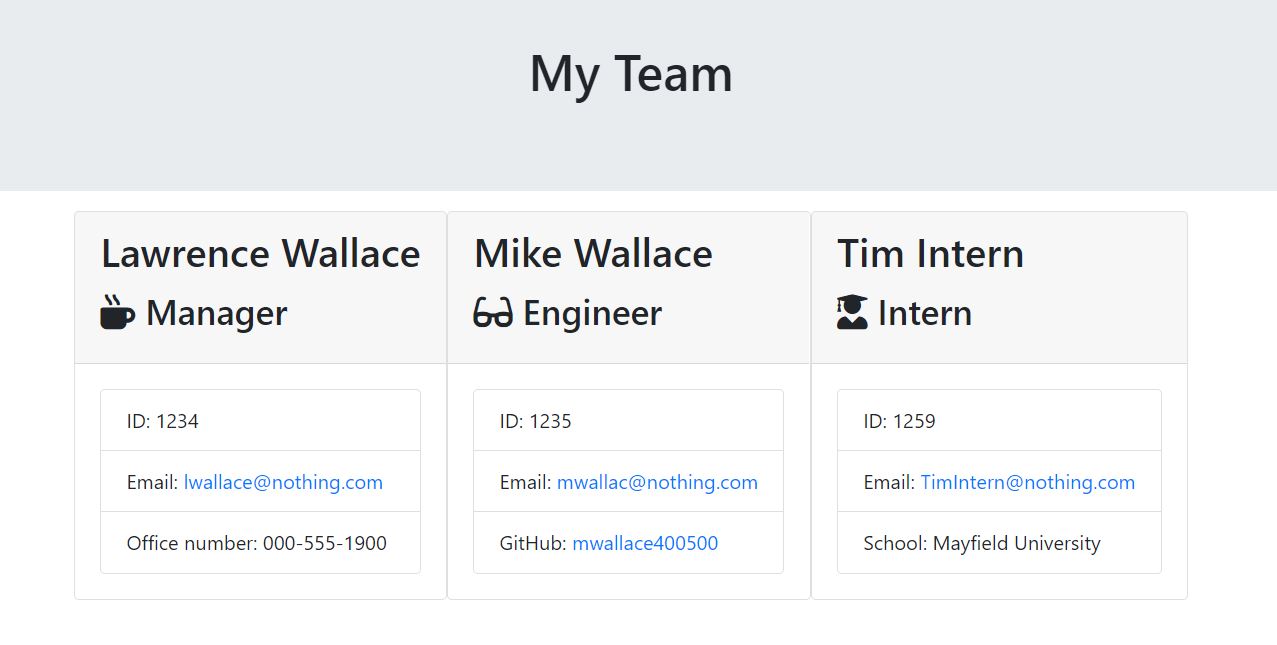 My Team
Lawrence Wallace
Manager
ID: 1234
Email: lwallace@nothing.com
Office number: 000-555-1900
Mike Wallace
Engineer
ID: 1235
Email: mwallac@nothing.com
GitHub: mwallace400500
Tim Intern
Intern
ID: 1259
Email: TimIntern@nothing.com
School: Mayfield University